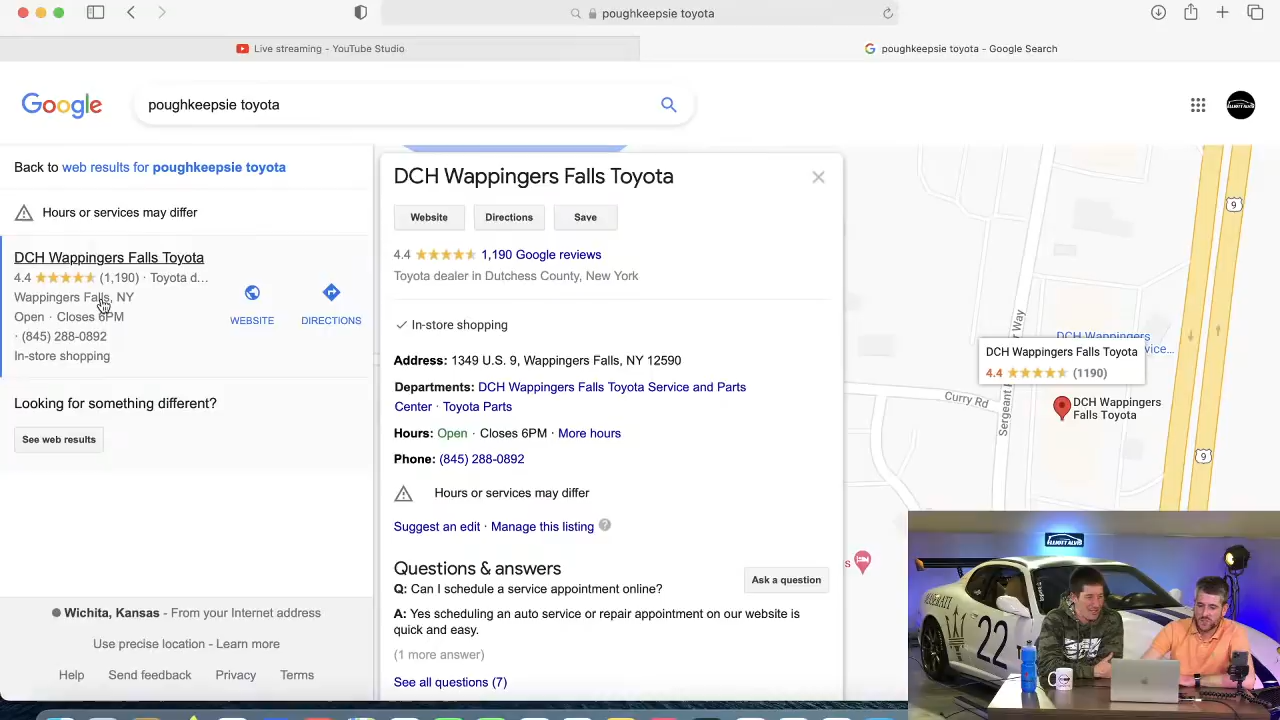 poughkeepsie toyota
Live streaming - YouTube Studio
poughkeepsie toyota - Google Search
Google
poughkeepsie toyota
Back to web results for poughkeepsie toyota
Hours or services may differ
DCH Wappingers Falls Toyota
4.4 (1,190) · Toyota d...
Wappingers Falls, NY
Open · Closes 6PM
· (845) 288-0892
In-store shopping
WEBSITE
DIRECTIONS
Looking for something different?
See web results
Wichita, Kansas - From your Internet address
Use precise location - Learn more
Help Send feedback Privacy Terms
DCH Wappingers Falls Toyota
Website Directions Save
4.4 1,190 Google reviews
Toyota dealer in Dutchess County, New York
In-store shopping
Address: 1349 U.S. 9, Wappingers Falls, NY 12590
Departments: DCH Wappingers Falls Toyota Service and Parts
Center · Toyota Parts
Hours: Open · Closes 6PM · More hours
Phone: (845) 288-0892
Hours or services may differ
Suggest an edit · Manage this listing ?
Questions & answers
Q: Can I schedule a service appointment online?
Ask a question
A: Yes scheduling an auto service or repair appointment on our website is
quick and easy.
(1 more answer)
See all questions (7)
9
DCH Wappingers
DCH Wappingers Falls Toyota
4.4 (1190)
DCH Wappingers
Falls Toyota
Curry Rd
9
ELLIOTT ALVIS
22